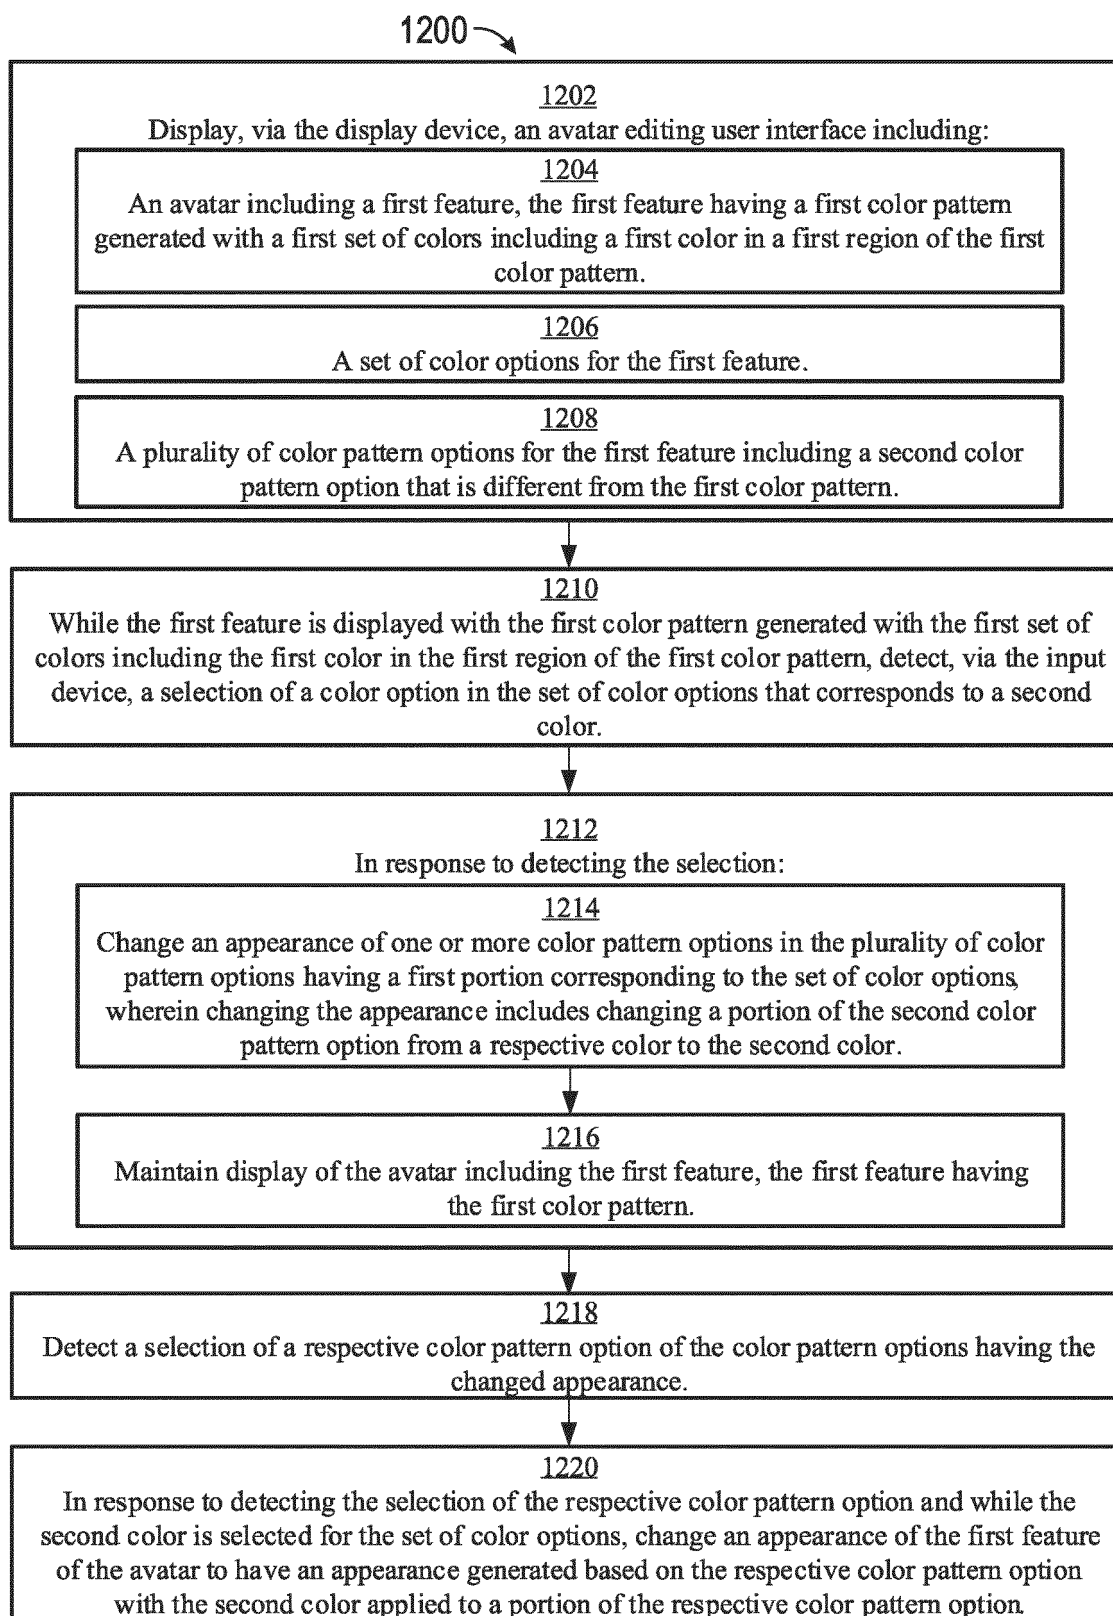 1200
1202
Display, via the display device, an avatar editing user interface including:
1204
An avatar including a first feature, the first feature having a first color pattern
generated with a first set of colors including a first color in a first region of the first
color pattern.
1206
A set of color options for the first feature.
1208
A plurality of color pattern options for the first feature including a second color
pattern option that is different from the first color pattern.
1210
While the first feature is displayed with the first color pattern generated with the first set of
colors including the first color in the first region of the first color pattern, detect, via the input
device, a selection of a color option in the set of color options that corresponds to a second
color.
1212
In response to detecting the selection:
1214
Change an appearance of one or more color pattern options in the plurality of color
pattern options having a first portion corresponding to the set of color options,
wherein changing the appearance includes changing a portion of the second color
pattern option from a respective color to the second color.
1216
Maintain display of the avatar including the first feature, the first feature having
the first color pattern.
1218
Detect a selection of a respective color pattern option of the color pattern options having the
changed appearance.
1220
In response to detecting the selection of the respective color pattern option and while the
second color is selected for the set of color options, change an appearance of the first feature
of the avatar to have an appearance generated based on the respective color pattern option
with the second color applied to a portion of the respective color pattern option.